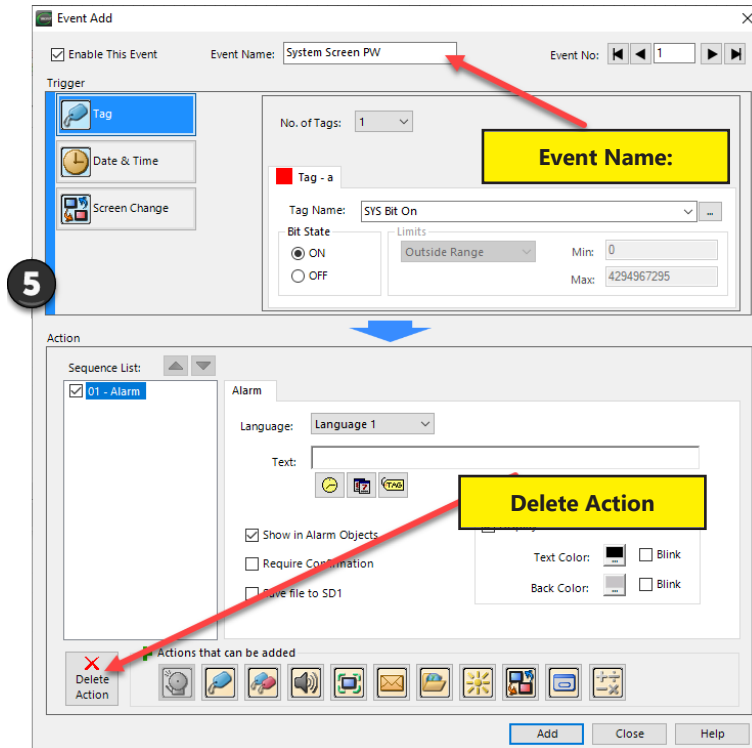 Event Add
Enable This Event
Event Name: System Screen PW
Event No: 1
Trigger
Tag
Date & Time
Screen Change
No. of Tags: 1
Event Name:
Tag - a
Tag Name: SYS Bit On ...
Bit State
ON
OFF
Limits
Outside Range
Min: 0
Max: 4294967295
5
Action
Sequence List:
01 - Alarm
Alarm
Language: Language 1
Text:
TAG
Delete Action
Show in Alarm Objects
Require Confirmation
Save file to SD1
Text Color: ... Blink
Back Color: ... Blink
Delete
Action
Actions that can be added
Add Close Help